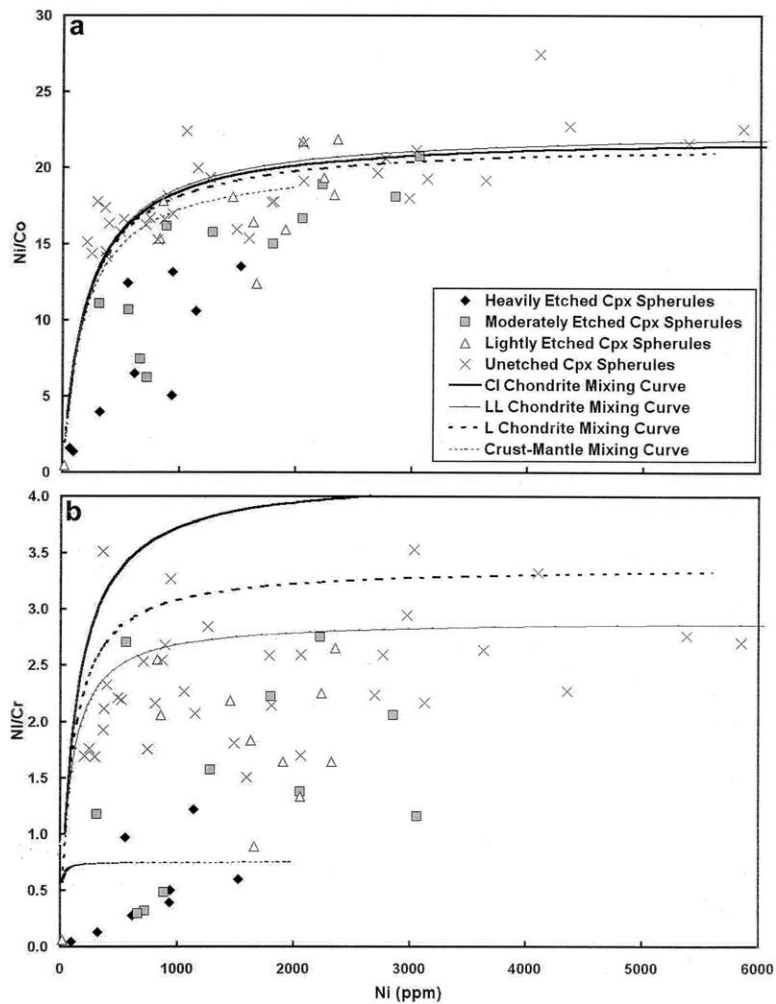 a
30
25
20
15
10
5
0
Ni/Co
Heavily Etched Cpx Spherules
Moderately Etched Cpx Spherules
Lightly Etched Cpx Spherules
Unetched Cpx Spherules
CI Chondrite Mixing Curve
LL Chondrite Mixing Curve
L Chondrite Mixing Curve
Crust-Mantle Mixing Curve
b
4.0
3.5
3.0
2.5
2.0
1.5
1.0
0.5
0.0
Ni/Cr
0 1000 2000 3000 4000 5000 6000
Ni (ppm)